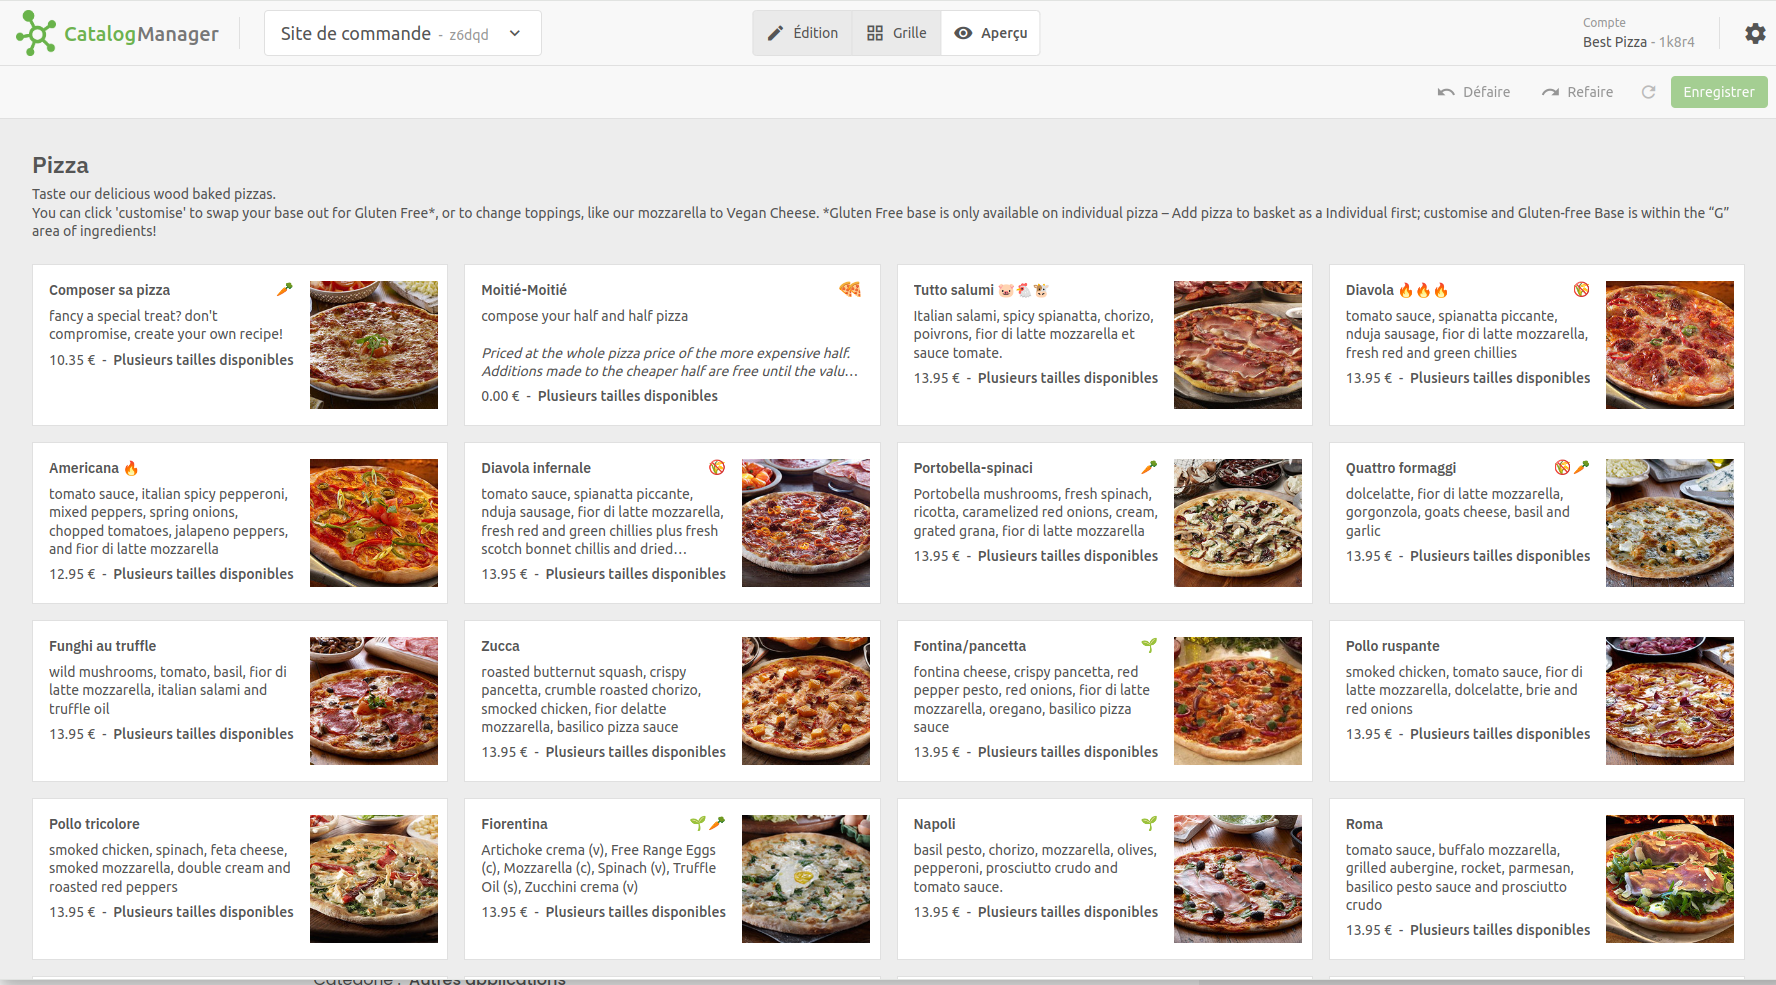 CatalogManager
Site de commande - z6dqd
Édition
Grille
Aperçu
Compte
Best Pizza - 1k8r4
Défaire
Refaire
Enregistrer
Pizza
Taste our delicious wood baked pizzas.
You can click 'customise' to swap your base out for Gluten Free*, or to change toppings, like our mozzarella to Vegan Cheese. *Gluten Free base is only available on individual pizza – Add pizza to basket as a Individual first; customise and Gluten-free Base is within the “G”
area of ingredients!
Composer sa pizza
fancy a special treat? don't
compromise, create your own recipe!
10.35 € - Plusieurs tailles disponibles
Moitié-Moitié
compose your half and half pizza
Priced at the whole pizza price of the more expensive half.
Additions made to the cheaper half are free until the valu…
0.00 € - Plusieurs tailles disponibles
Tutto salumi 🐷🐔🐮
Italian salami, spicy spianatta, chorizo,
poivrons, fior di latte mozzarella et
sauce tomate.
13.95 € - Plusieurs tailles disponibles
Diavola 🔥🔥🔥
tomato sauce, spianatta piccante,
nduja sausage, fior di latte mozzarella,
fresh red and green chillies
13.95 € - Plusieurs tailles disponibles
Americana 🔥
tomato sauce, italian spicy pepperoni,
mixed peppers, spring onions,
chopped tomatoes, jalapeno peppers,
and fior di latte mozzarella
12.95 € - Plusieurs tailles disponibles
Diavola infernale
tomato sauce, spianatta piccante,
nduja sausage, fior di latte mozzarella,
fresh red and green chillies plus fresh
scotch bonnet chillis and dried…
13.95 € - Plusieurs tailles disponibles
Portobella-spinaci
Portobella mushrooms, fresh spinach,
ricotta, caramelized red onions, cream,
grated grana, fior di latte mozzarella
13.95 € - Plusieurs tailles disponibles
Quattro formaggi
dolcelatte, fior di latte mozzarella,
gorgonzola, goats cheese, basil and
garlic
13.95 € - Plusieurs tailles disponibles
Funghi au truffle
wild mushrooms, tomato, basil, fior di
latte mozzarella, italian salami and
truffle oil
13.95 € - Plusieurs tailles disponibles
Zucca
roasted butternut squash, crispy
pancetta, crumble roasted chorizo,
smocked chicken, fior delatte
mozzarella, basilico pizza sauce
13.95 € - Plusieurs tailles disponibles
Fontina/pancetta
fontina cheese, crispy pancetta, red
pepper pesto, red onions, fior di latte
mozzarella, oregano, basilico pizza
sauce
13.95 € - Plusieurs tailles disponibles
Pollo ruspante
smoked chicken, tomato sauce, fior di
latte mozzarella, dolcelatte, brie and
red onions
13.95 € - Plusieurs tailles disponibles
Pollo tricolore
smoked chicken, spinach, feta cheese,
smoked mozzarella, double cream and
roasted red peppers
13.95 € - Plusieurs tailles disponibles
Fiorentina
Artichoke crema (v), Free Range Eggs
(c), Mozzarella (c), Spinach (v), Truffle
Oil (s), Zucchini crema (v)
13.95 € - Plusieurs tailles disponibles
Napoli
basil pesto, chorizo, mozzarella, olives,
pepperoni, prosciutto crudo and
tomato sauce.
13.95 € - Plusieurs tailles disponibles
Roma
tomato sauce, buffalo mozzarella,
grilled aubergine, rocket, parmesan,
basilico pesto sauce and prosciutto
crudo
13.95 € - Plusieurs tailles disponibles
Catégorie : Autres applications